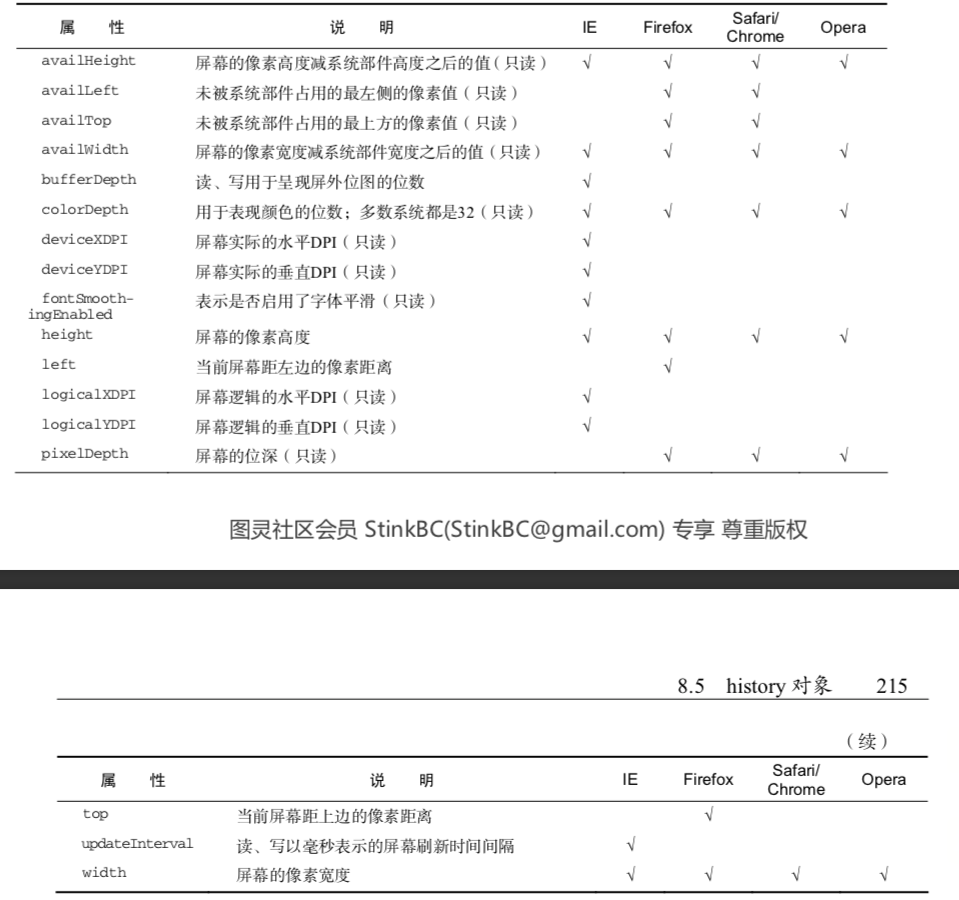 属 性 说 明 IE Firefox Safari/Chrome Opera
availHeight 屏幕的像素高度减系统部件高度之后的值（只读） √ √ √ √
availLeft 未被系统部件占用的最左侧的像素值（只读） √ √
availTop 未被系统部件占用的最上方的像素值（只读） √ √
availWidth 屏幕的像素宽度减系统部件宽度之后的值（只读） √ √ √ √
bufferDepth 读、写用于呈现屏外位图的位数 √
colorDepth 用于表现颜色的位数；多数系统都是32（只读） √ √ √ √
deviceXDPI 屏幕实际的水平DPI（只读） √
deviceYDPI 屏幕实际的垂直DPI（只读） √
fontSmooth- 表示是否启用了字体平滑（只读） √
ingEnabled
height 屏幕的像素高度 √ √ √ √
left 当前屏幕距左边的像素距离 √
logicalXDPI 屏幕逻辑的水平DPI（只读） √
logicalYDPI 屏幕逻辑的垂直DPI（只读） √
pixelDepth 屏幕的位深（只读） √ √ √
图灵社区会员 StinkBC(StinkBC@gmail.com) 专享 尊重版权
8.5 history 对象 215
（续）
属 性 说 明 IE Firefox Safari/Chrome Opera
top 当前屏幕距上边的像素距离 √
updateInterval 读、写以毫秒表示的屏幕刷新时间间隔 √
width 屏幕的像素宽度 √ √ √ √